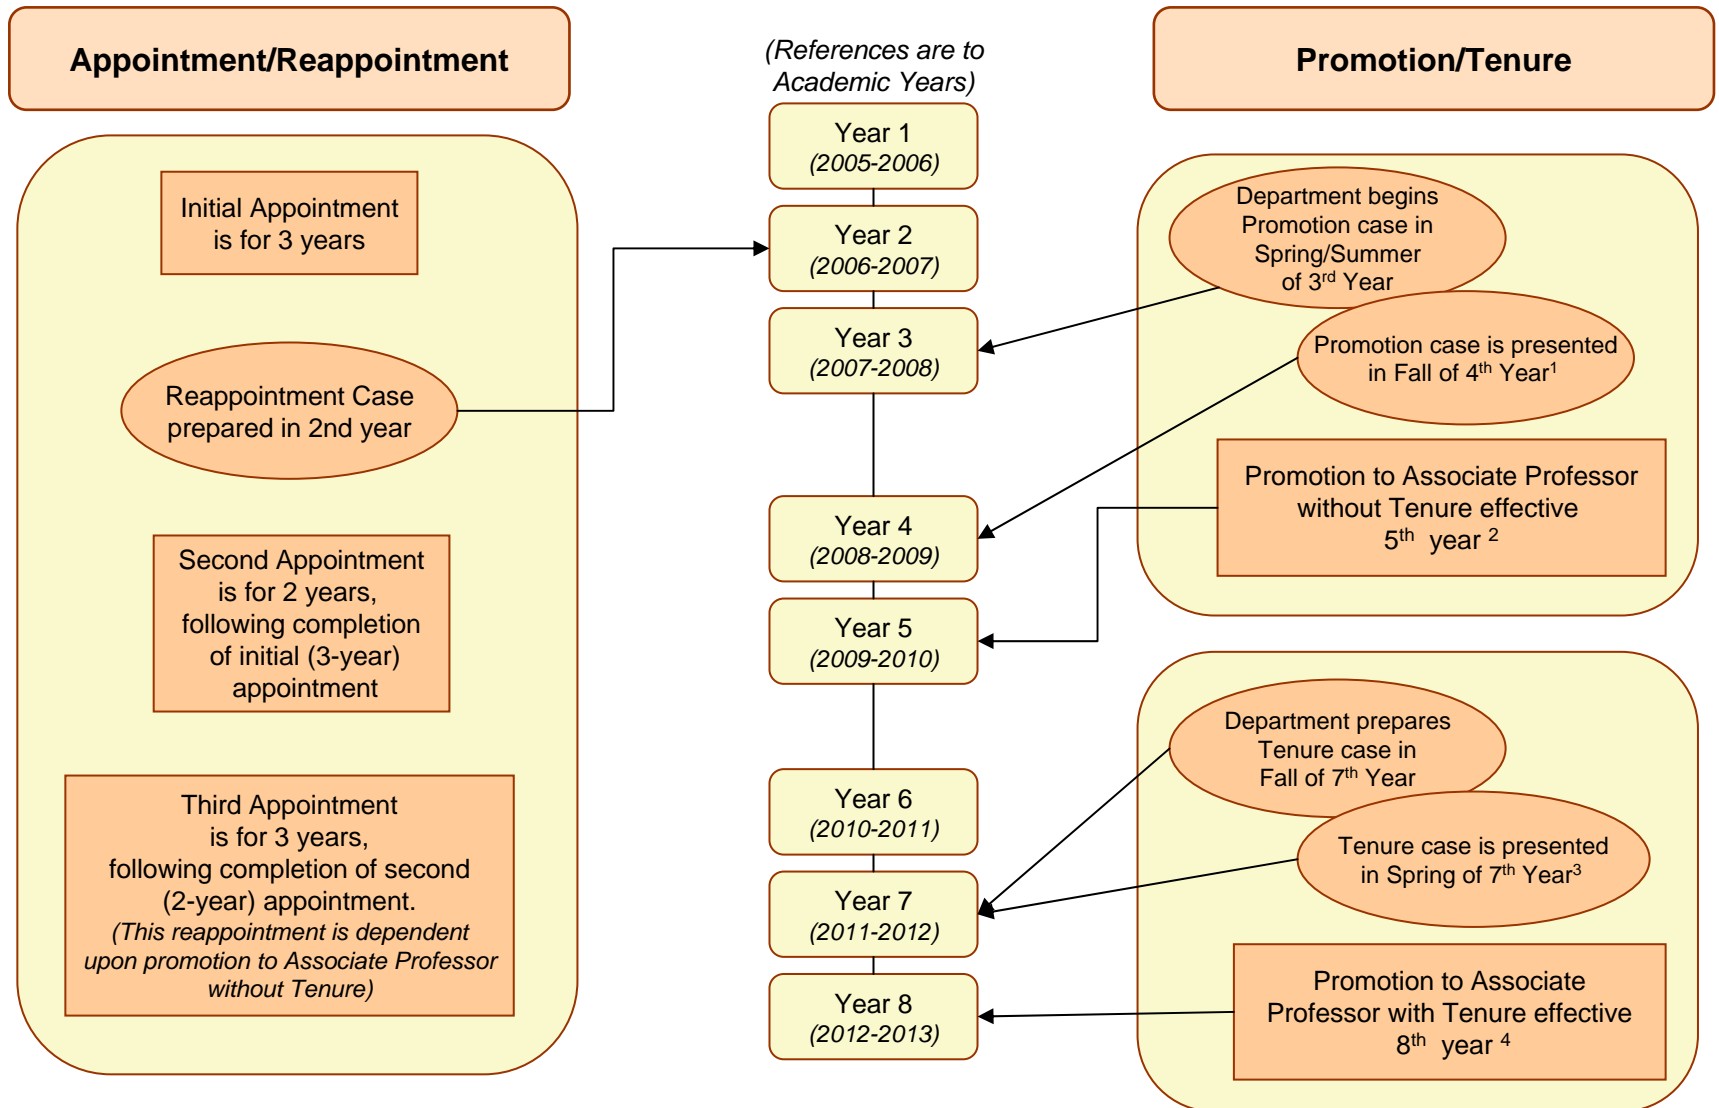 Appointment/Reappointment
Initial Appointment
is for 3 years
Reappointment Case
prepared in 2nd year
Second Appointment
is for 2 years,
following completion
of initial (3-year)
appointment
Third Appointment
is for 3 years,
following completion of second
(2-year) appointment.
(This reappointment is dependent
upon promotion to Associate Professor
without Tenure)
(References are to
Academic Years)
Year 1
(2005-2006)
Year 2
(2006-2007)
Year 3
(2007-2008)
Year 4
(2008-2009)
Year 5
(2009-2010)
Year 6
(2010-2011)
Year 7
(2011-2012)
Year 8
(2012-2013)
Promotion/Tenure
Department begins
Promotion case in
Spring/Summer
of 3rd Year
Promotion case is presented
in Fall of 4th Year1
Promotion to Associate Professor
without Tenure effective
5th year 2
Department prepares
Tenure case in
Fall of 7th Year
Tenure case is presented
in Spring of 7th Year3
Promotion to Associate
Professor with Tenure effective
8th year 4